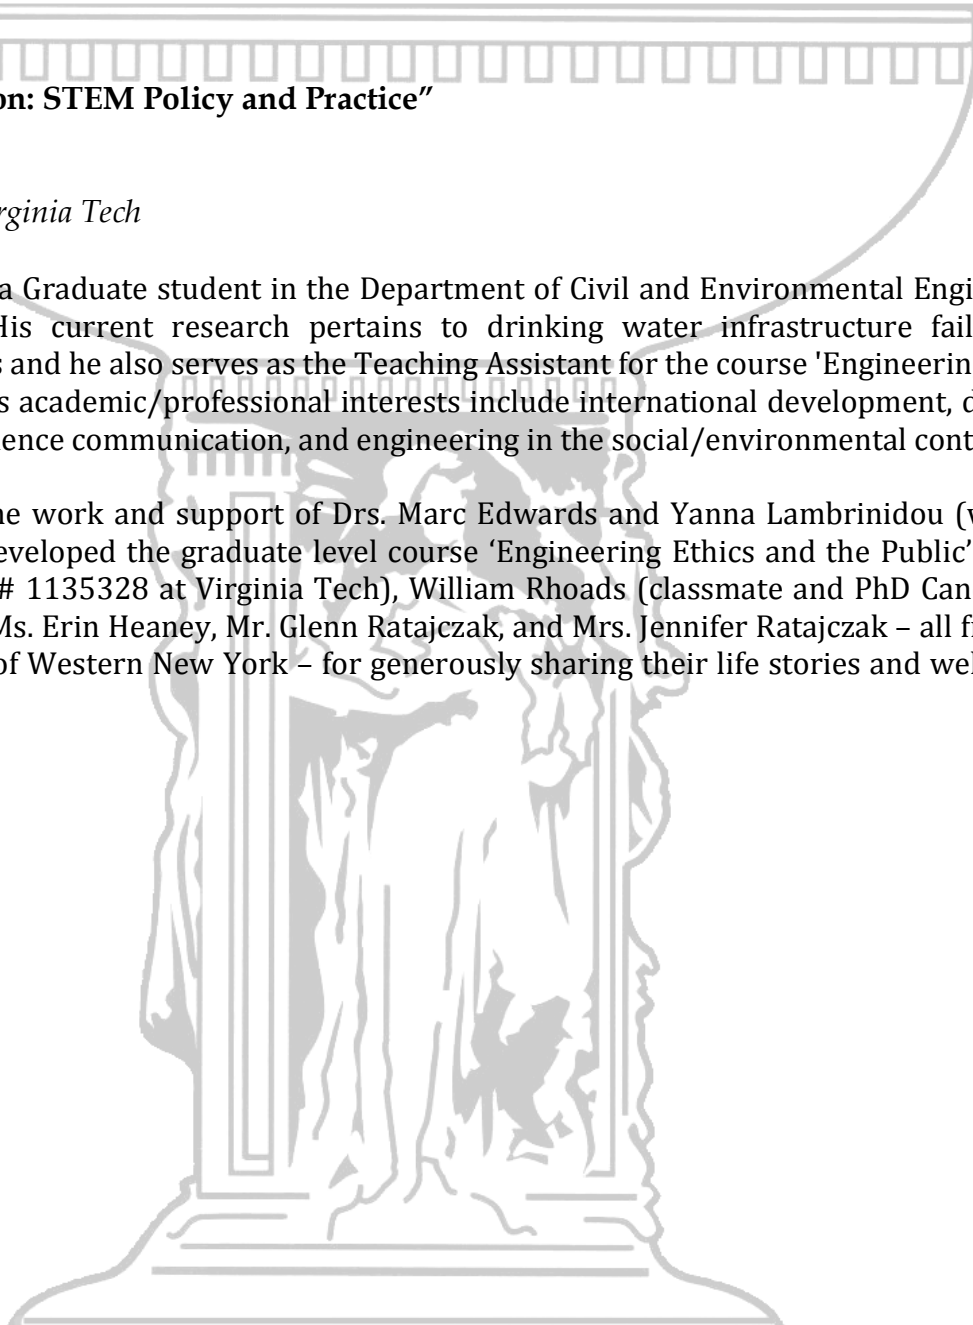 on: STEM Policy and Practice”
rginia Tech
a Graduate student in the Department of Civil and Environmental Engi
His current research pertains to drinking water infrastructure fail
s and he also serves as the Teaching Assistant for the course 'Engineerin
s academic/professional interests include international development, d
ience communication, and engineering in the social/environmental cont
ne work and support of Drs. Marc Edwards and Yanna Lambrinidou (w
eveloped the graduate level course ‘Engineering Ethics and the Public’
# 1135328 at Virginia Tech), William Rhoads (classmate and PhD Can
Ms. Erin Heaney, Mr. Glenn Ratajczak, and Mrs. Jennifer Ratajczak – all fi
of Western New York – for generously sharing their life stories and wel